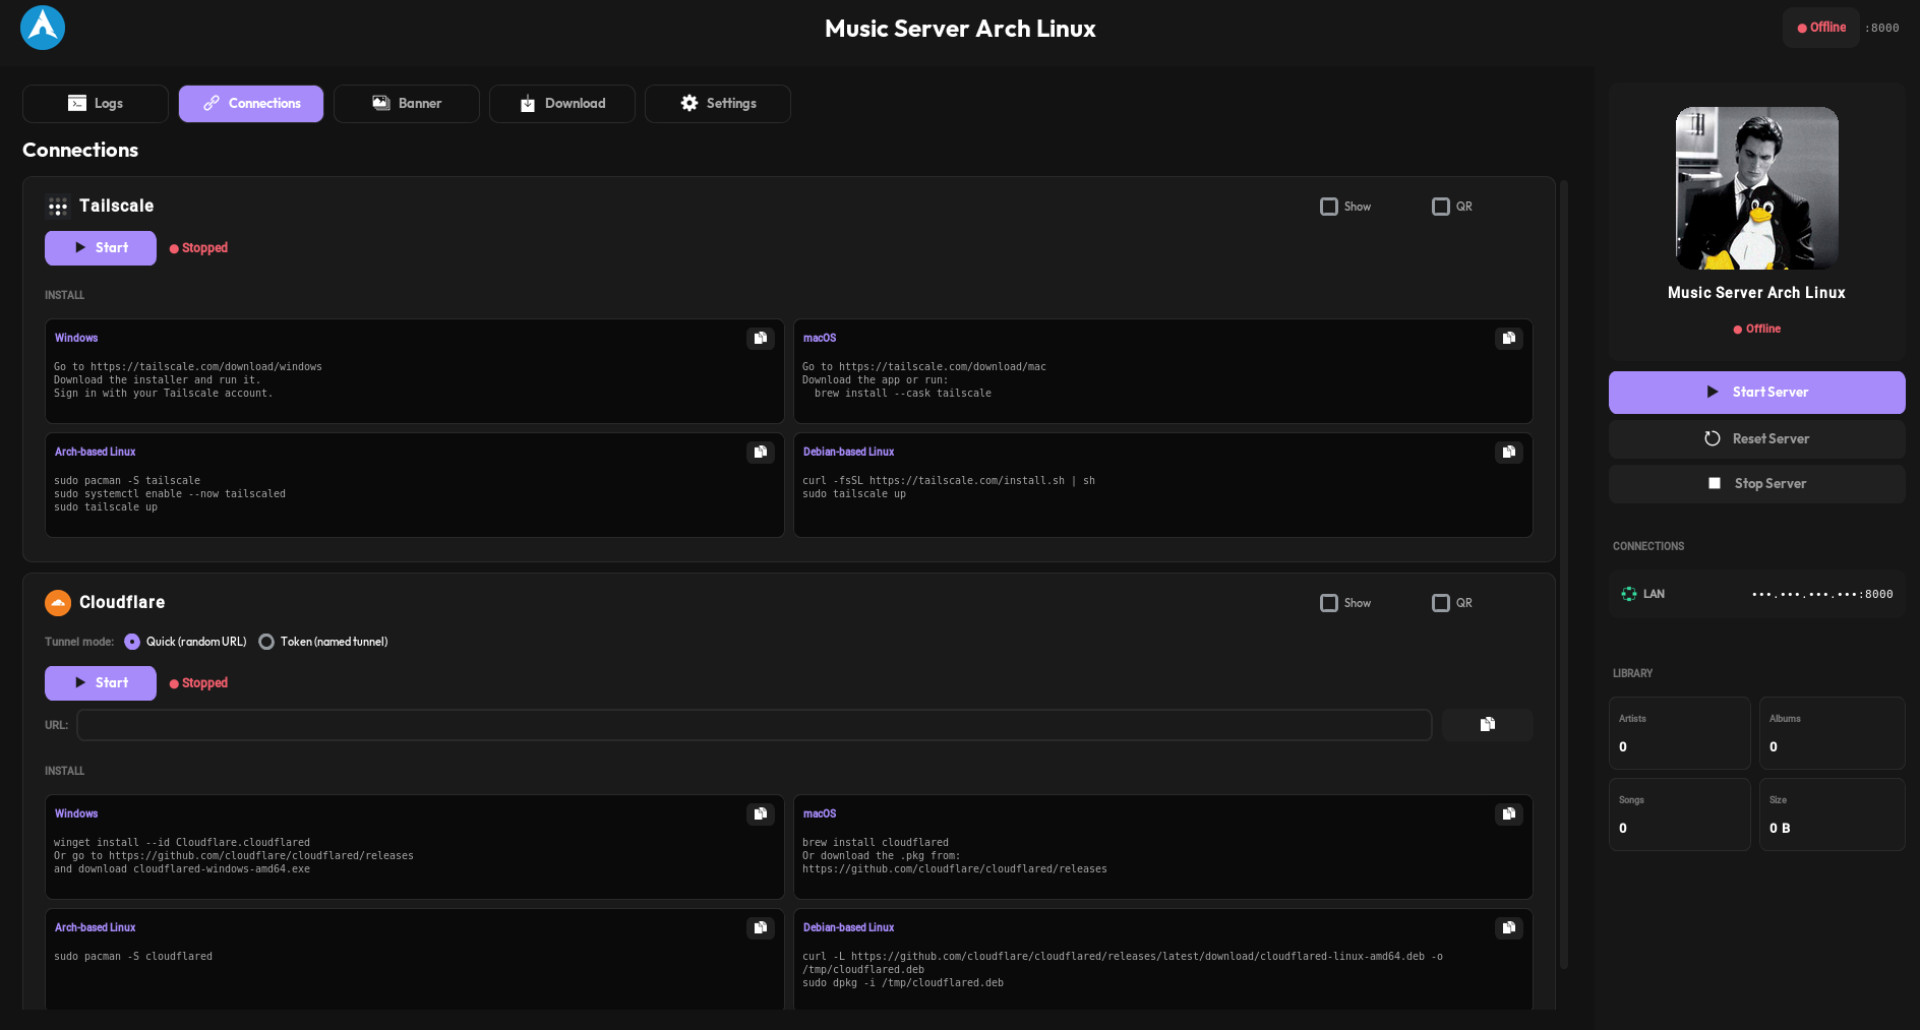 Music Server Arch Linux
Offline :8000
Logs
Connections
Banner
Download
Settings
Connections
Tailscale
Show
QR
Start
Stopped
INSTALL
Windows
Go to https://tailscale.com/download/windows
Download the installer and run it.
Sign in with your Tailscale account.
macOS
Go to https://tailscale.com/download/mac
Download the app or run:
brew install --cask tailscale
Arch-based Linux
sudo pacman -S tailscale
sudo systemctl enable --now tailscaled
sudo tailscale up
Debian-based Linux
curl -fsSL https://tailscale.com/install.sh | sh
sudo tailscale up
Cloudflare
Show
QR
Tunnel mode: Quick (random URL) Token (named tunnel)
Start
Stopped
URL:
INSTALL
Windows
winget install --id Cloudflare.cloudflared
Or go to https://github.com/cloudflare/cloudflared/releases
and download cloudflared-windows-amd64.exe
macOS
brew install cloudflared
Or download the .pkg from:
https://github.com/cloudflare/cloudflared/releases
Arch-based Linux
sudo pacman -S cloudflared
Debian-based Linux
curl -L https://github.com/cloudflare/cloudflared/releases/latest/download/cloudflared-linux-amd64.deb -o
/tmp/cloudflared.deb
sudo dpkg -i /tmp/cloudflared.deb
Music Server Arch Linux
Offline
Start Server
Reset Server
Stop Server
CONNECTIONS
LAN •••.•••.•••.•••:8000
LIBRARY
Artists
0
Albums
0
Songs
0
Size
0 B